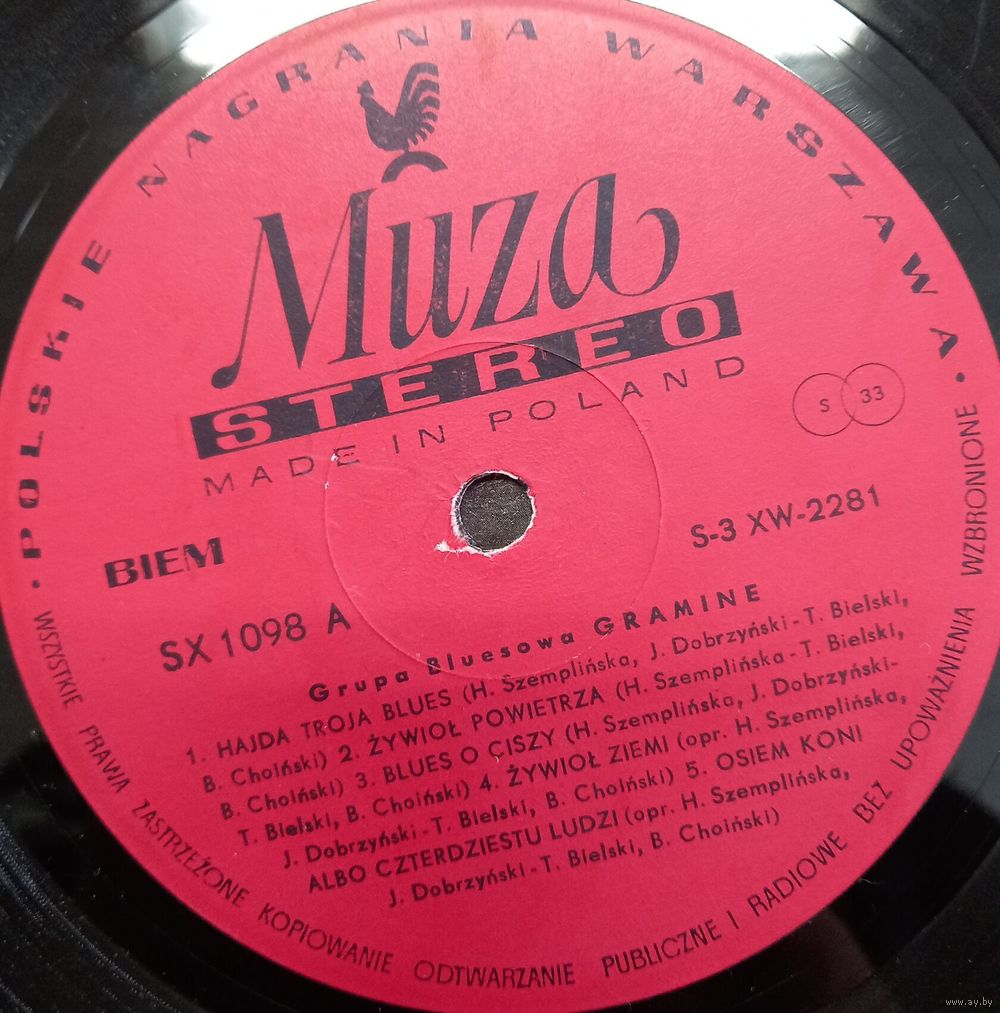 • POLSKIE NAGRANIA WARSZAWA •
Muza
STEREO
MADE IN POLAND
S 33
BIEM
S-3 XW-2281
SX 1098 A
Grupa Bluesowa GRAMINE
1. HAJDA TROJA BLUES (H. Szemplińska, J. Dobrzyński - T. Bielski,
B. Choiński) 2. ŻYWIOŁ POWIETRZA (H. Szemplińska - T. Bielski,
B. Choiński) 3. BLUES O CISZY (H. Szemplińska, J. Dobrzyński-
T. Bielski, B. Choiński) 4. ŻYWIOŁ ZIEMI (opr. H. Szemplińska,
J. Dobrzyński - T. Bielski, B. Choiński) 5. OSIEM KONI
ALBO CZTERDZIESTU LUDZI (opr. H. Szemplińska,
J. Dobrzyński - T. Bielski, B. Choiński)
WSZYSTKIE PRAWA ZASTRZEŻONE KOPIOWANIE ODTWARZANIE PUBLICZNE I RADIOWE BEZ UPOWAŻNIENIA WZBRONIONE
www.ay.by